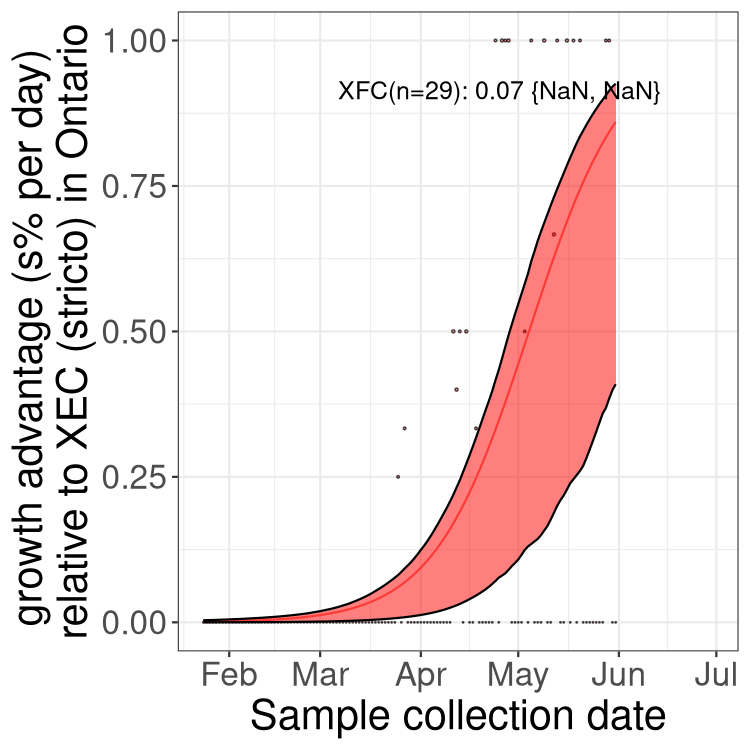 growth advantage (s% per day)
relative to XEC (stricto) in Ontario
1.00
0.75
0.50
0.25
0.00
XFC(n=29): 0.07 {NaN, NaN}
Feb Mar Apr May Jun Jul
Sample collection date